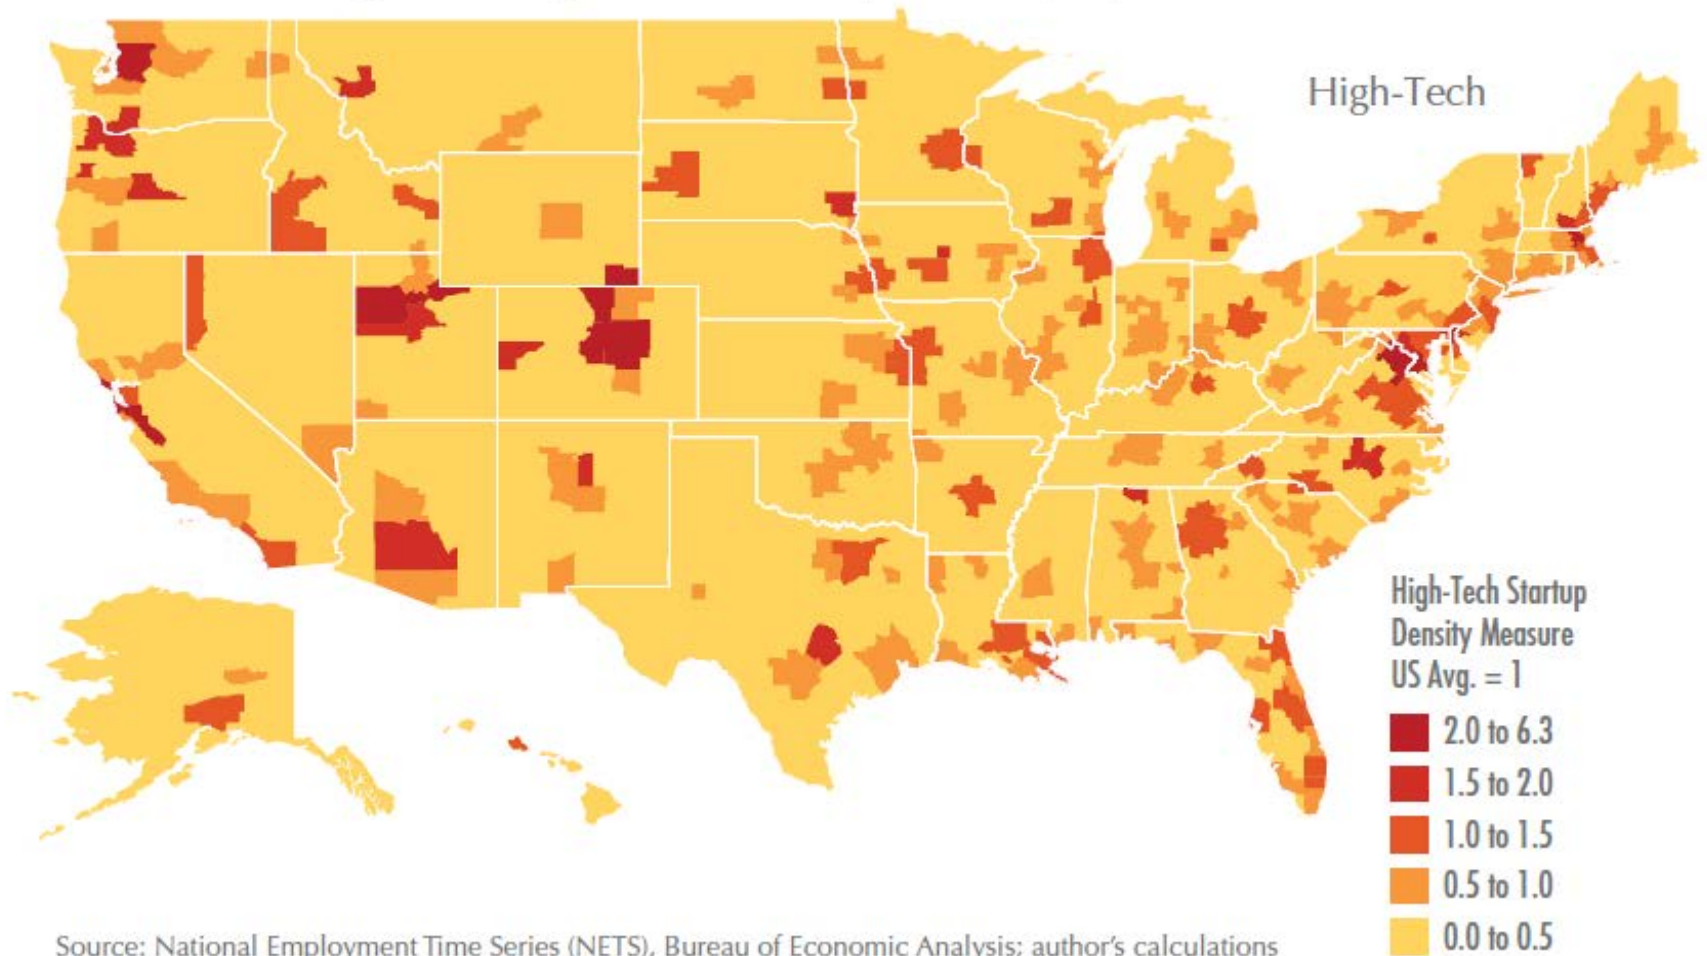 High-Tech
High-Tech Startup
Density Measure
US Avg. = 1
2.0 to 6.3
1.5 to 2.0
1.0 to 1.5
0.5 to 1.0
0.0 to 0.5
Source: National Employment Time Series (NETS), Bureau of Economic Analysis; author's calculations